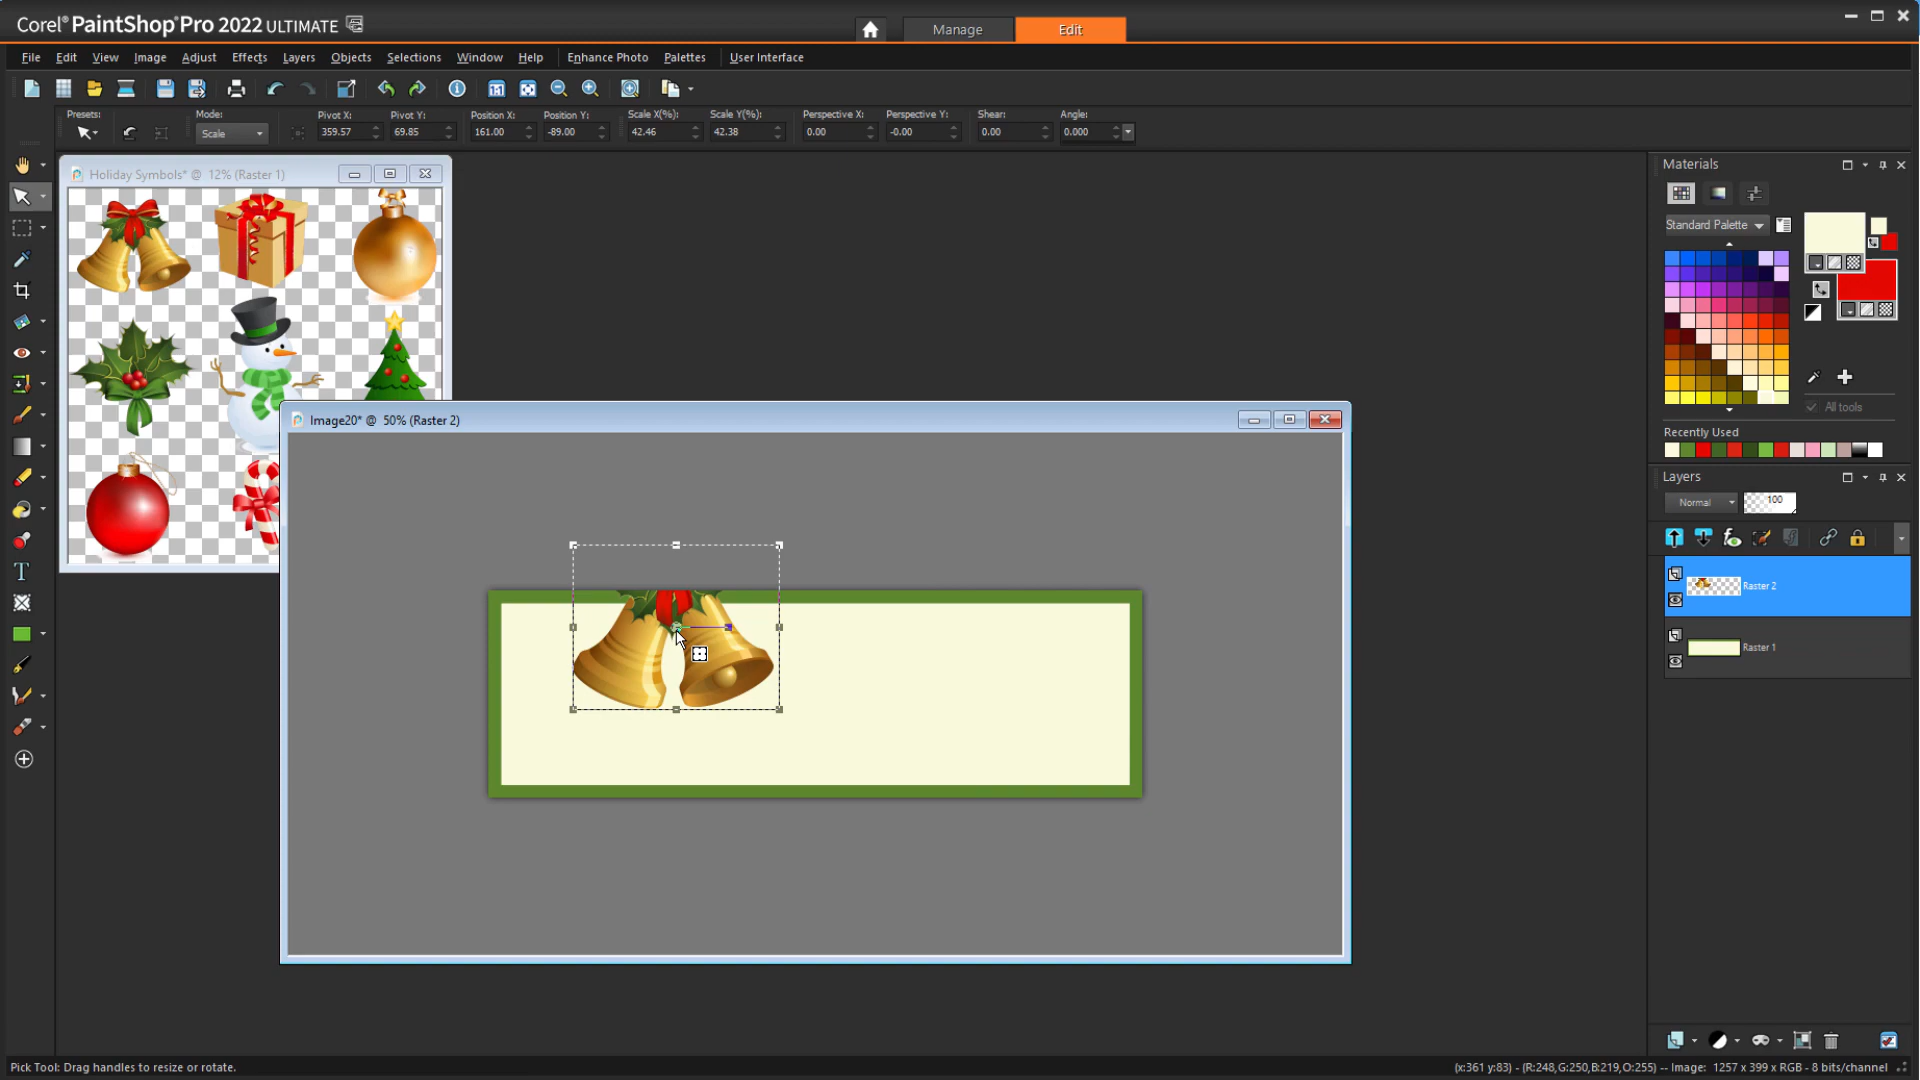 Corel® PaintShop® Pro 2022 ULTIMATE
Manage
Edit
File Edit View Image Adjust Effects Layers Objects Selections Window Help Enhance Photo Palettes User Interface
Presets: Mode: Pivot X: Pivot Y: Position X: Position Y: Scale X(%): Scale Y(%): Perspective X: Perspective Y: Shear: Angle:
Scale 359.57 69.85 161.00 -89.00 42.46 42.38 0.00 -0.00 0.00 0.000
Holiday Symbols* @ 12% (Raster 1)
Image20* @ 50% (Raster 2)
Materials
Standard Palette
All tools
Recently Used
Layers
Normal 100
Raster 2
Raster 1
Pick Tool: Drag handles to resize or rotate.
(x:361 y:83) - (R:248,G:250,B:219,O:255) -- Image: 1257 x 399 x RGB - 8 bits/channel